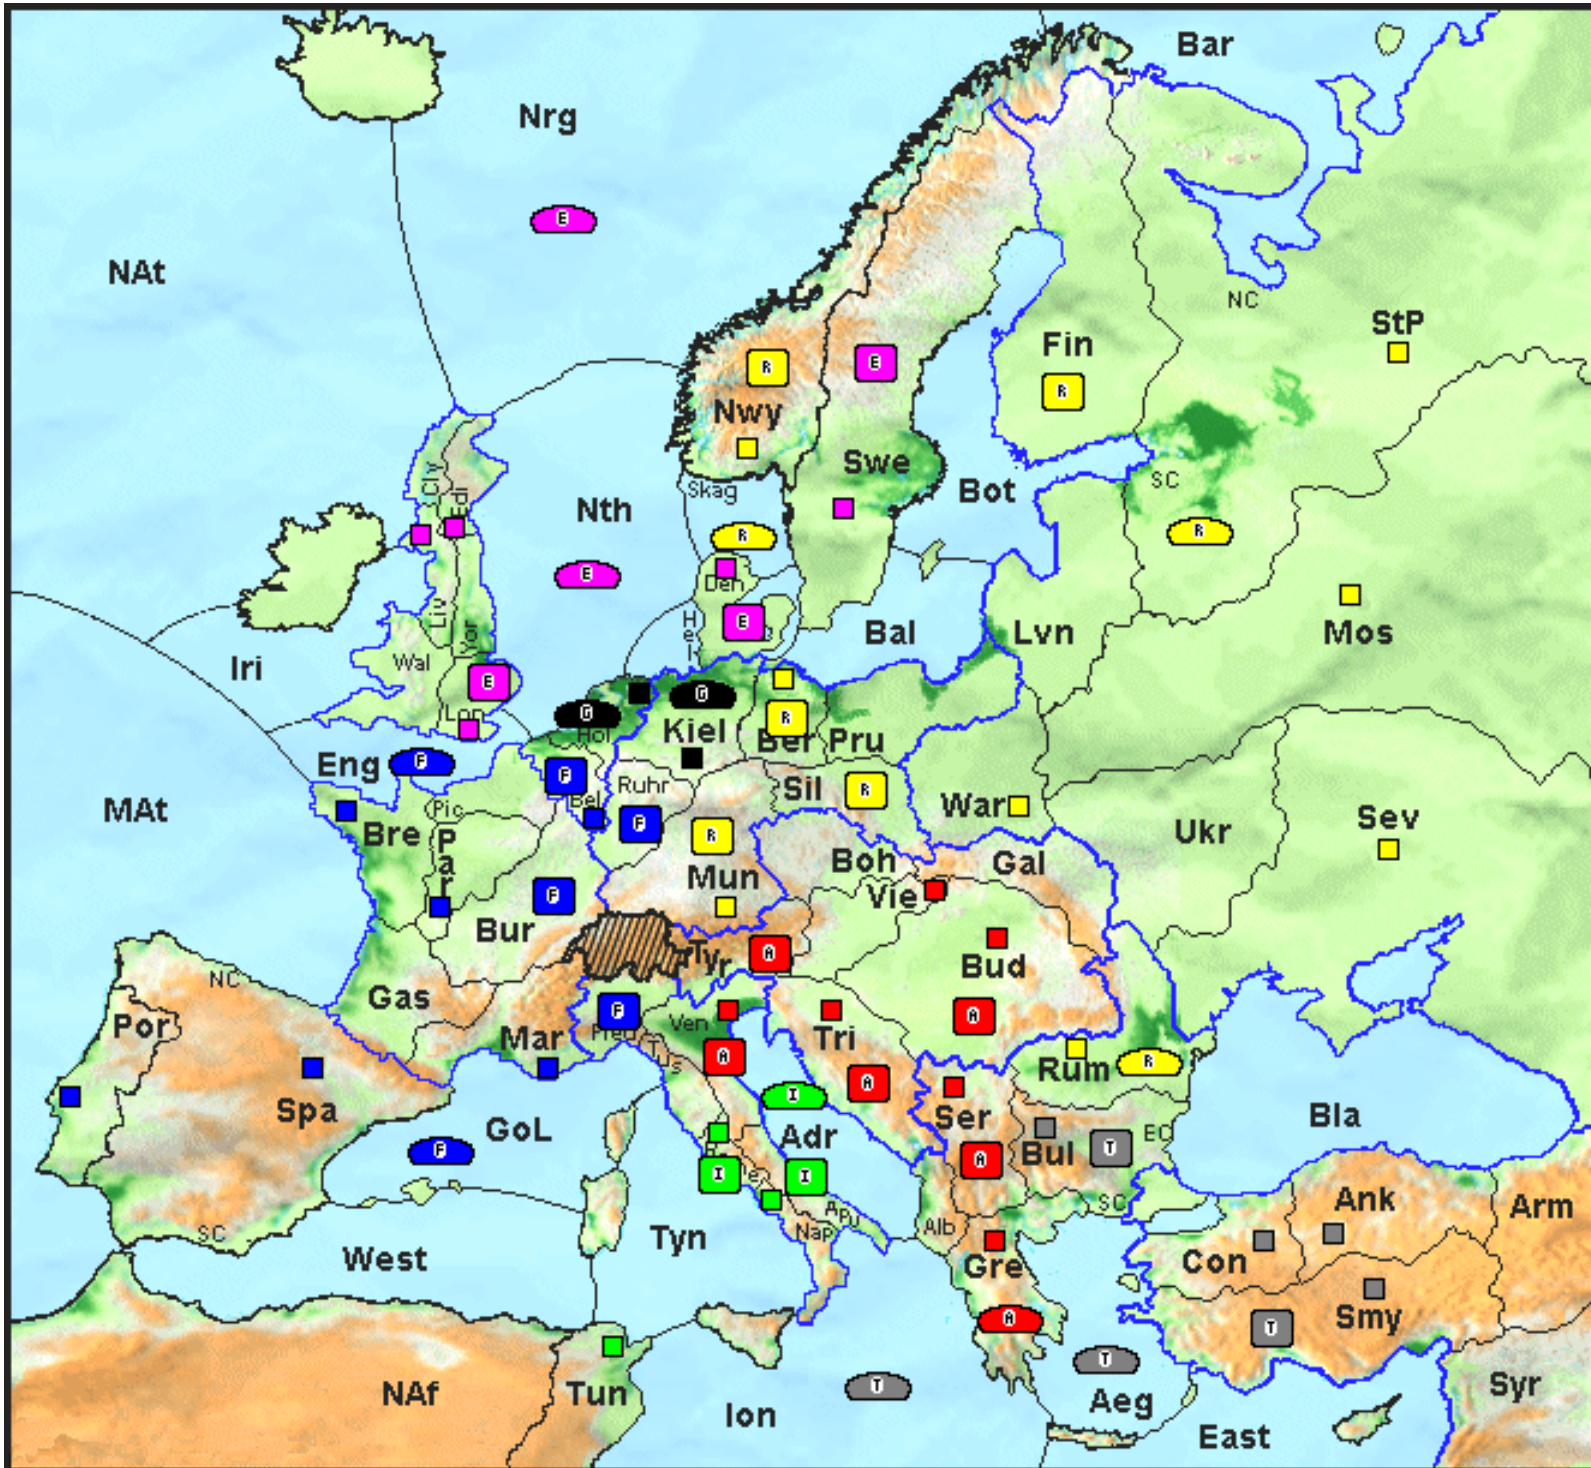 Bar
Nrg
E
NAt
NC
StP
Fin
R
E
R
Nwy
Swe
Cly
Edi
Skag
Bot
SC
Nth
R
R
E
Den
Hel
Mos
Liv
Yor
E
Bal
Lvn
Iri
Wal
E
Lon
G
G
Hol
Kiel
R
Ber
Pru
Eng
F
F
Ruhr
Sil
R
War
MAt
Pic
Bel
Bre
Par
F
R
Ukr
Sev
Boh
Gal
Mun
Vie
F
Bur
Tyr
A
Bud
NC
Gas
F
A
Por
Mar
Pied
Ven
Tri
Tus
A
Rum
R
A
I
Spa
GoL
Ser
Adr
Bla
F
Bul
T
EC
A
I
I
Ank
Arm
SC
Apu
Nap
Alb
SC
Tyn
West
Gre
Con
A
T
Smy
T
T
NAf
Tun
Ion
Aeg
Syr
East